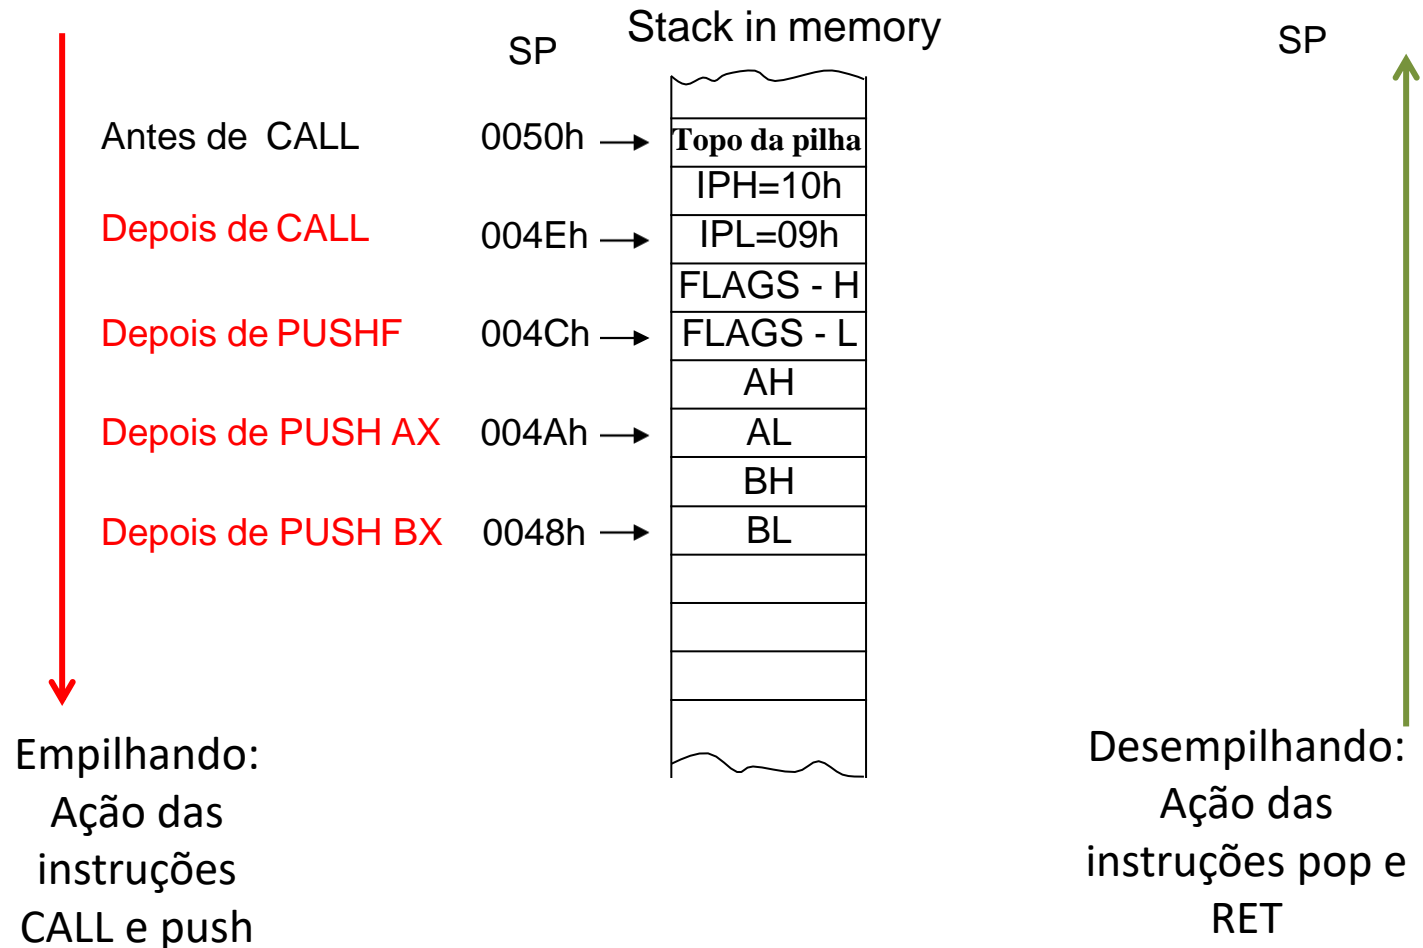 Stack in memory
SP
SP
Antes de CALL 0050h Topo da pilha
IPH=10h
Depois de CALL 004Eh IPL=09h
FLAGS - H
Depois de PUSHF 004Ch FLAGS - L
AH
Depois de PUSH AX 004Ah AL
BH
Depois de PUSH BX 0048h BL
Empilhando:
Ação das
instruções
CALL e push
Desempilhando:
Ação das
instruções pop e
RET